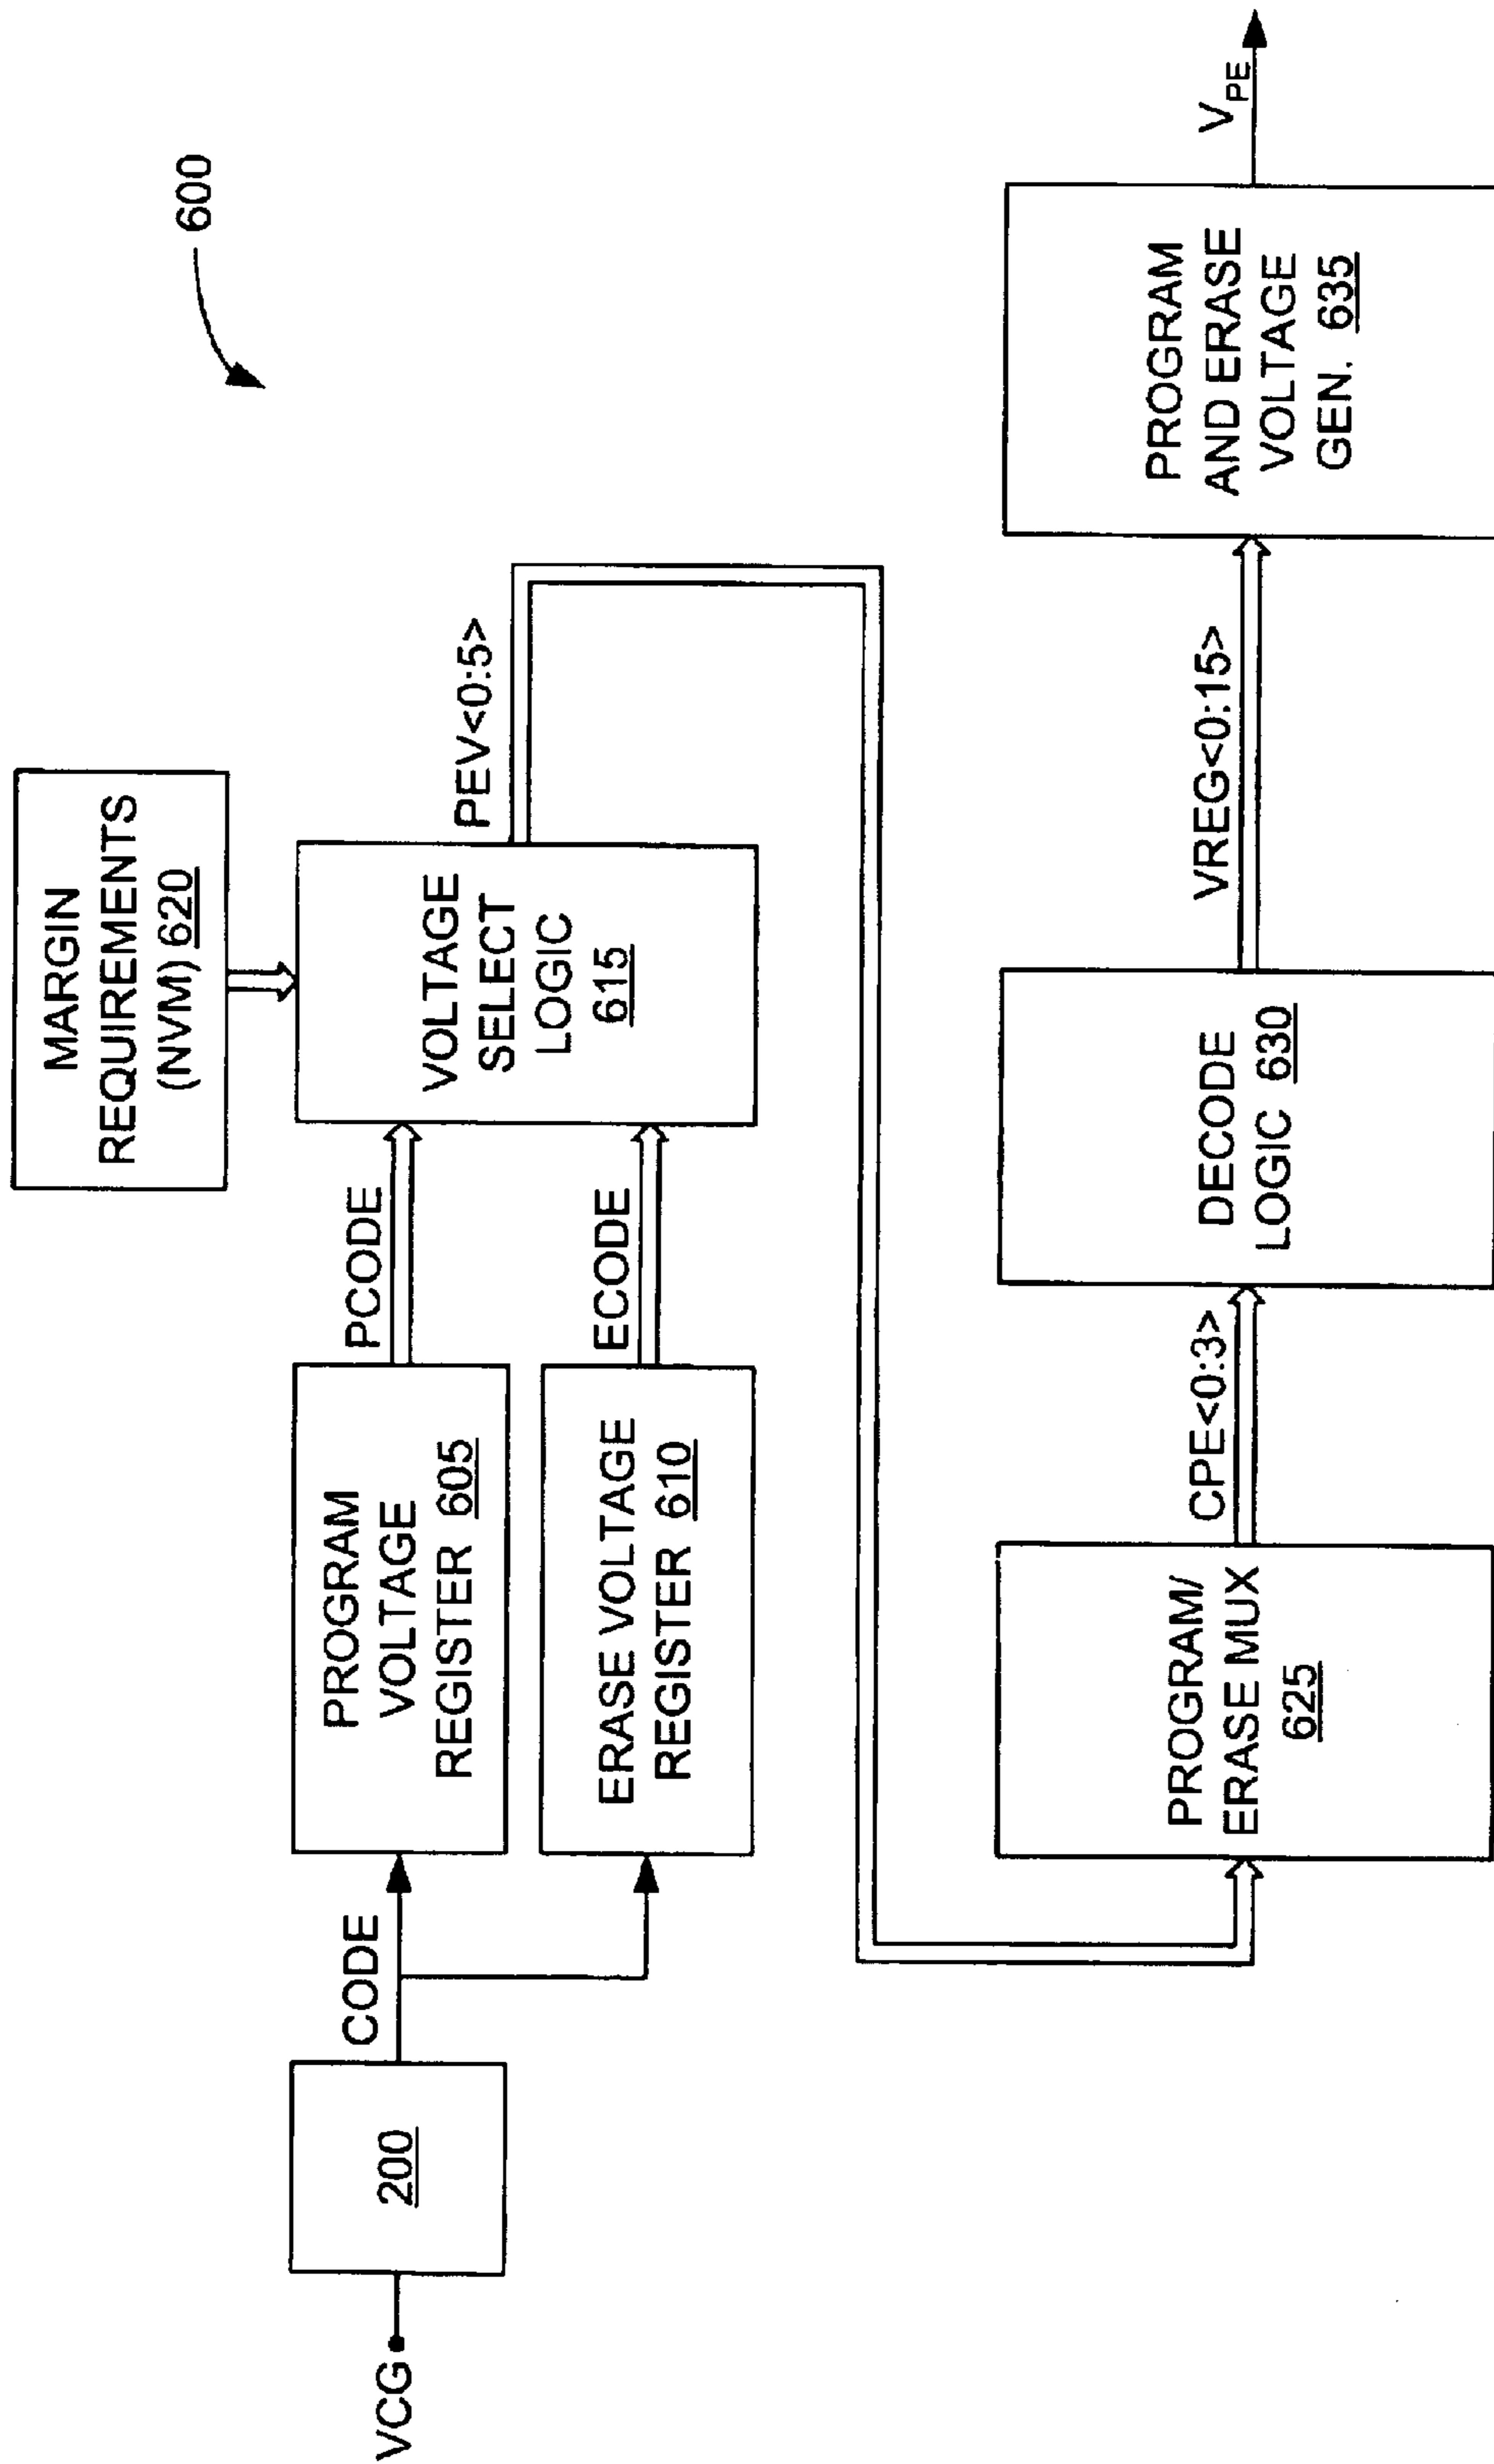 600
MARGIN
REQUIREMENTS
(NVM) 620
VCG
200
CODE
PROGRAM
VOLTAGE
REGISTER 605
PCODE
ERASE VOLTAGE
REGISTER 610
ECODE
VOLTAGE
SELECT
LOGIC
615
PEV<0:5>
PROGRAM/
ERASE MUX
625
CPE<0:3>
DECODE
LOGIC 630
VREG<0:15>
PROGRAM
AND ERASE
VOLTAGE
GEN. 635
VPE